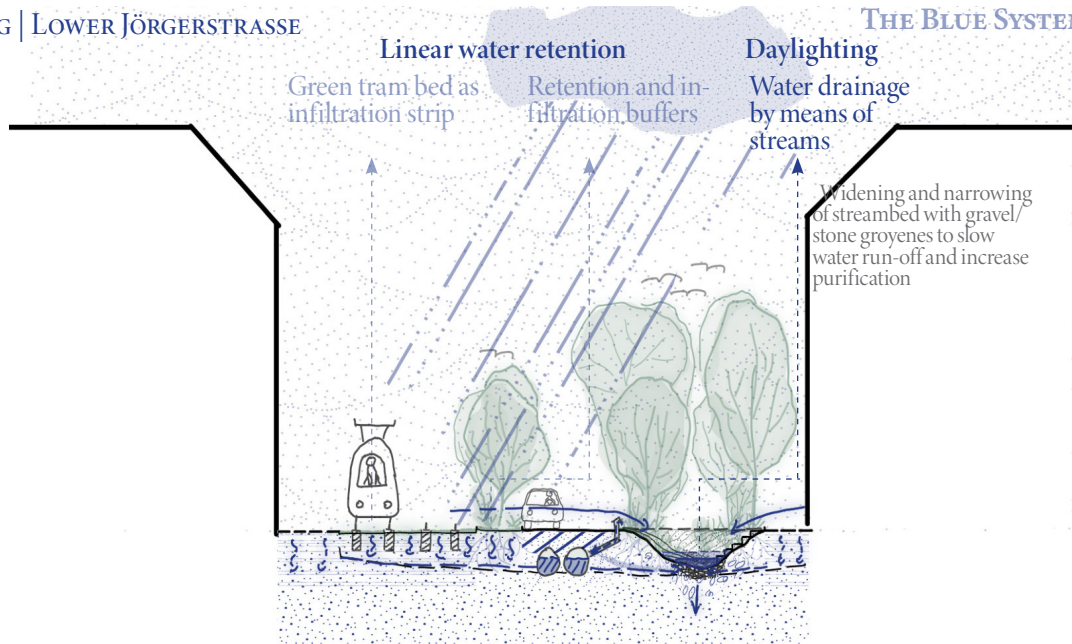 G | LOWER JÖRGERSTRASSE
THE BLUE SYSTEM
Linear water retention
Daylighting
Green tram bed as
infiltration strip
Retention and in-
filtration buffers
Water drainage
by means of
streams
Widening and narrowing
of streambed with gravel/
stone groyenes to slow
water run-off and increase
purification